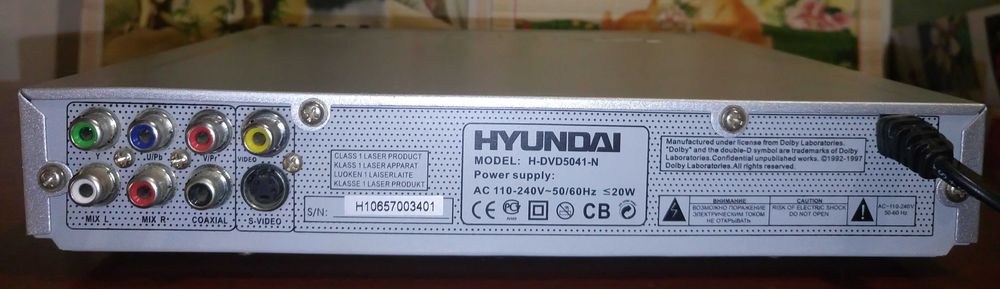 Y U/Pb V/Pr VIDEO
MIX L MIX R COAXIAL S-VIDEO
CLASS 1 LASER PRODUCT
KLASS 1 LASER APPARAT
LUOKEN 1 LAISERLAITE
KLASSE 1 LASER PRODUKT
S/N: H10657003401
HYUNDAI
MODEL: H-DVD5041-N
Power supply:
AC 110-240V~50/60Hz ≤20W
CE CB
Manufactured under license from Dolby Laboratories.
"Dolby" and the double-D symbol are trademarks of Dolby
Laboratories.Confidential unpublished works. ©1992-1997
Dolby Laboratories. All rights reserved.
ВНИМАНИЕ
ВОЗМОЖНО ПОРАЖЕНИЕ
ЭЛЕКТРИЧЕСКИМ ТОКОМ
НЕ ОТКРЫВАТЬ
CAUTION
RISK OF ELECTRIC SHOCK
DO NOT OPEN
AC~110-240V
50-60 Hz